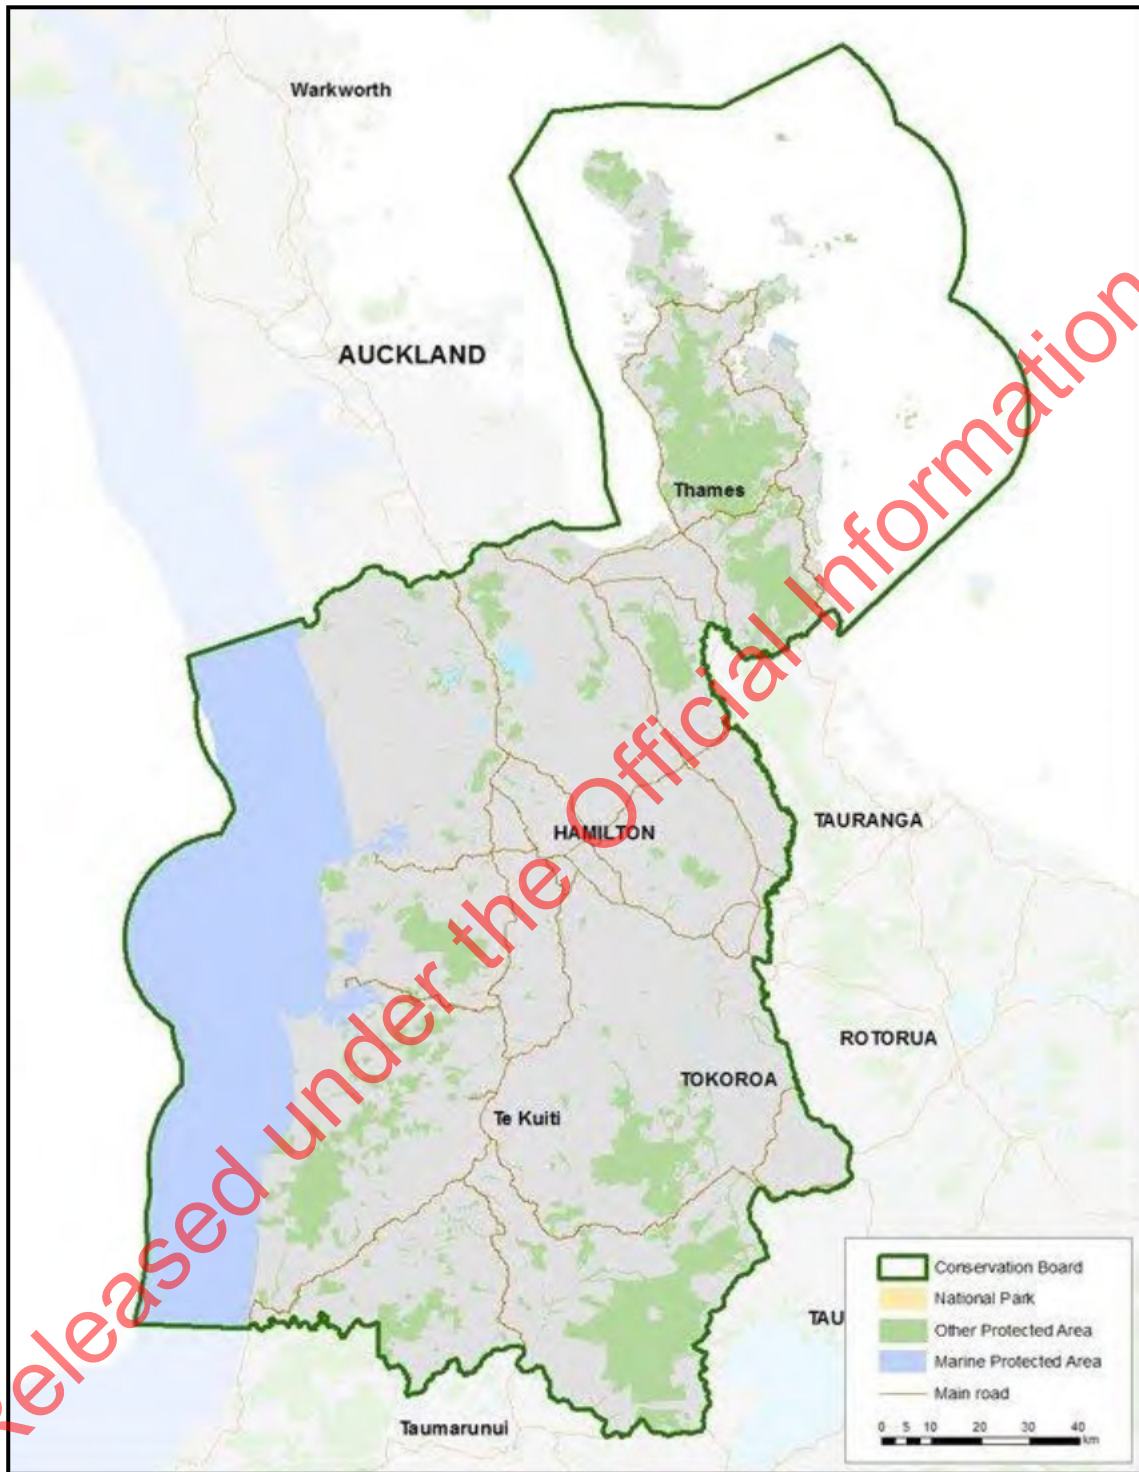 Warkworth
AUCKLAND
Thames
HAMILTON
TAURANGA
ROTORUA
TOKOROA
Te Kuiti
TAU
Taumarunui
Conservation Board
National Park
Other Protected Area
Marine Protected Area
Main road
0 5 10 20 30 40
km
Released under the Official Information